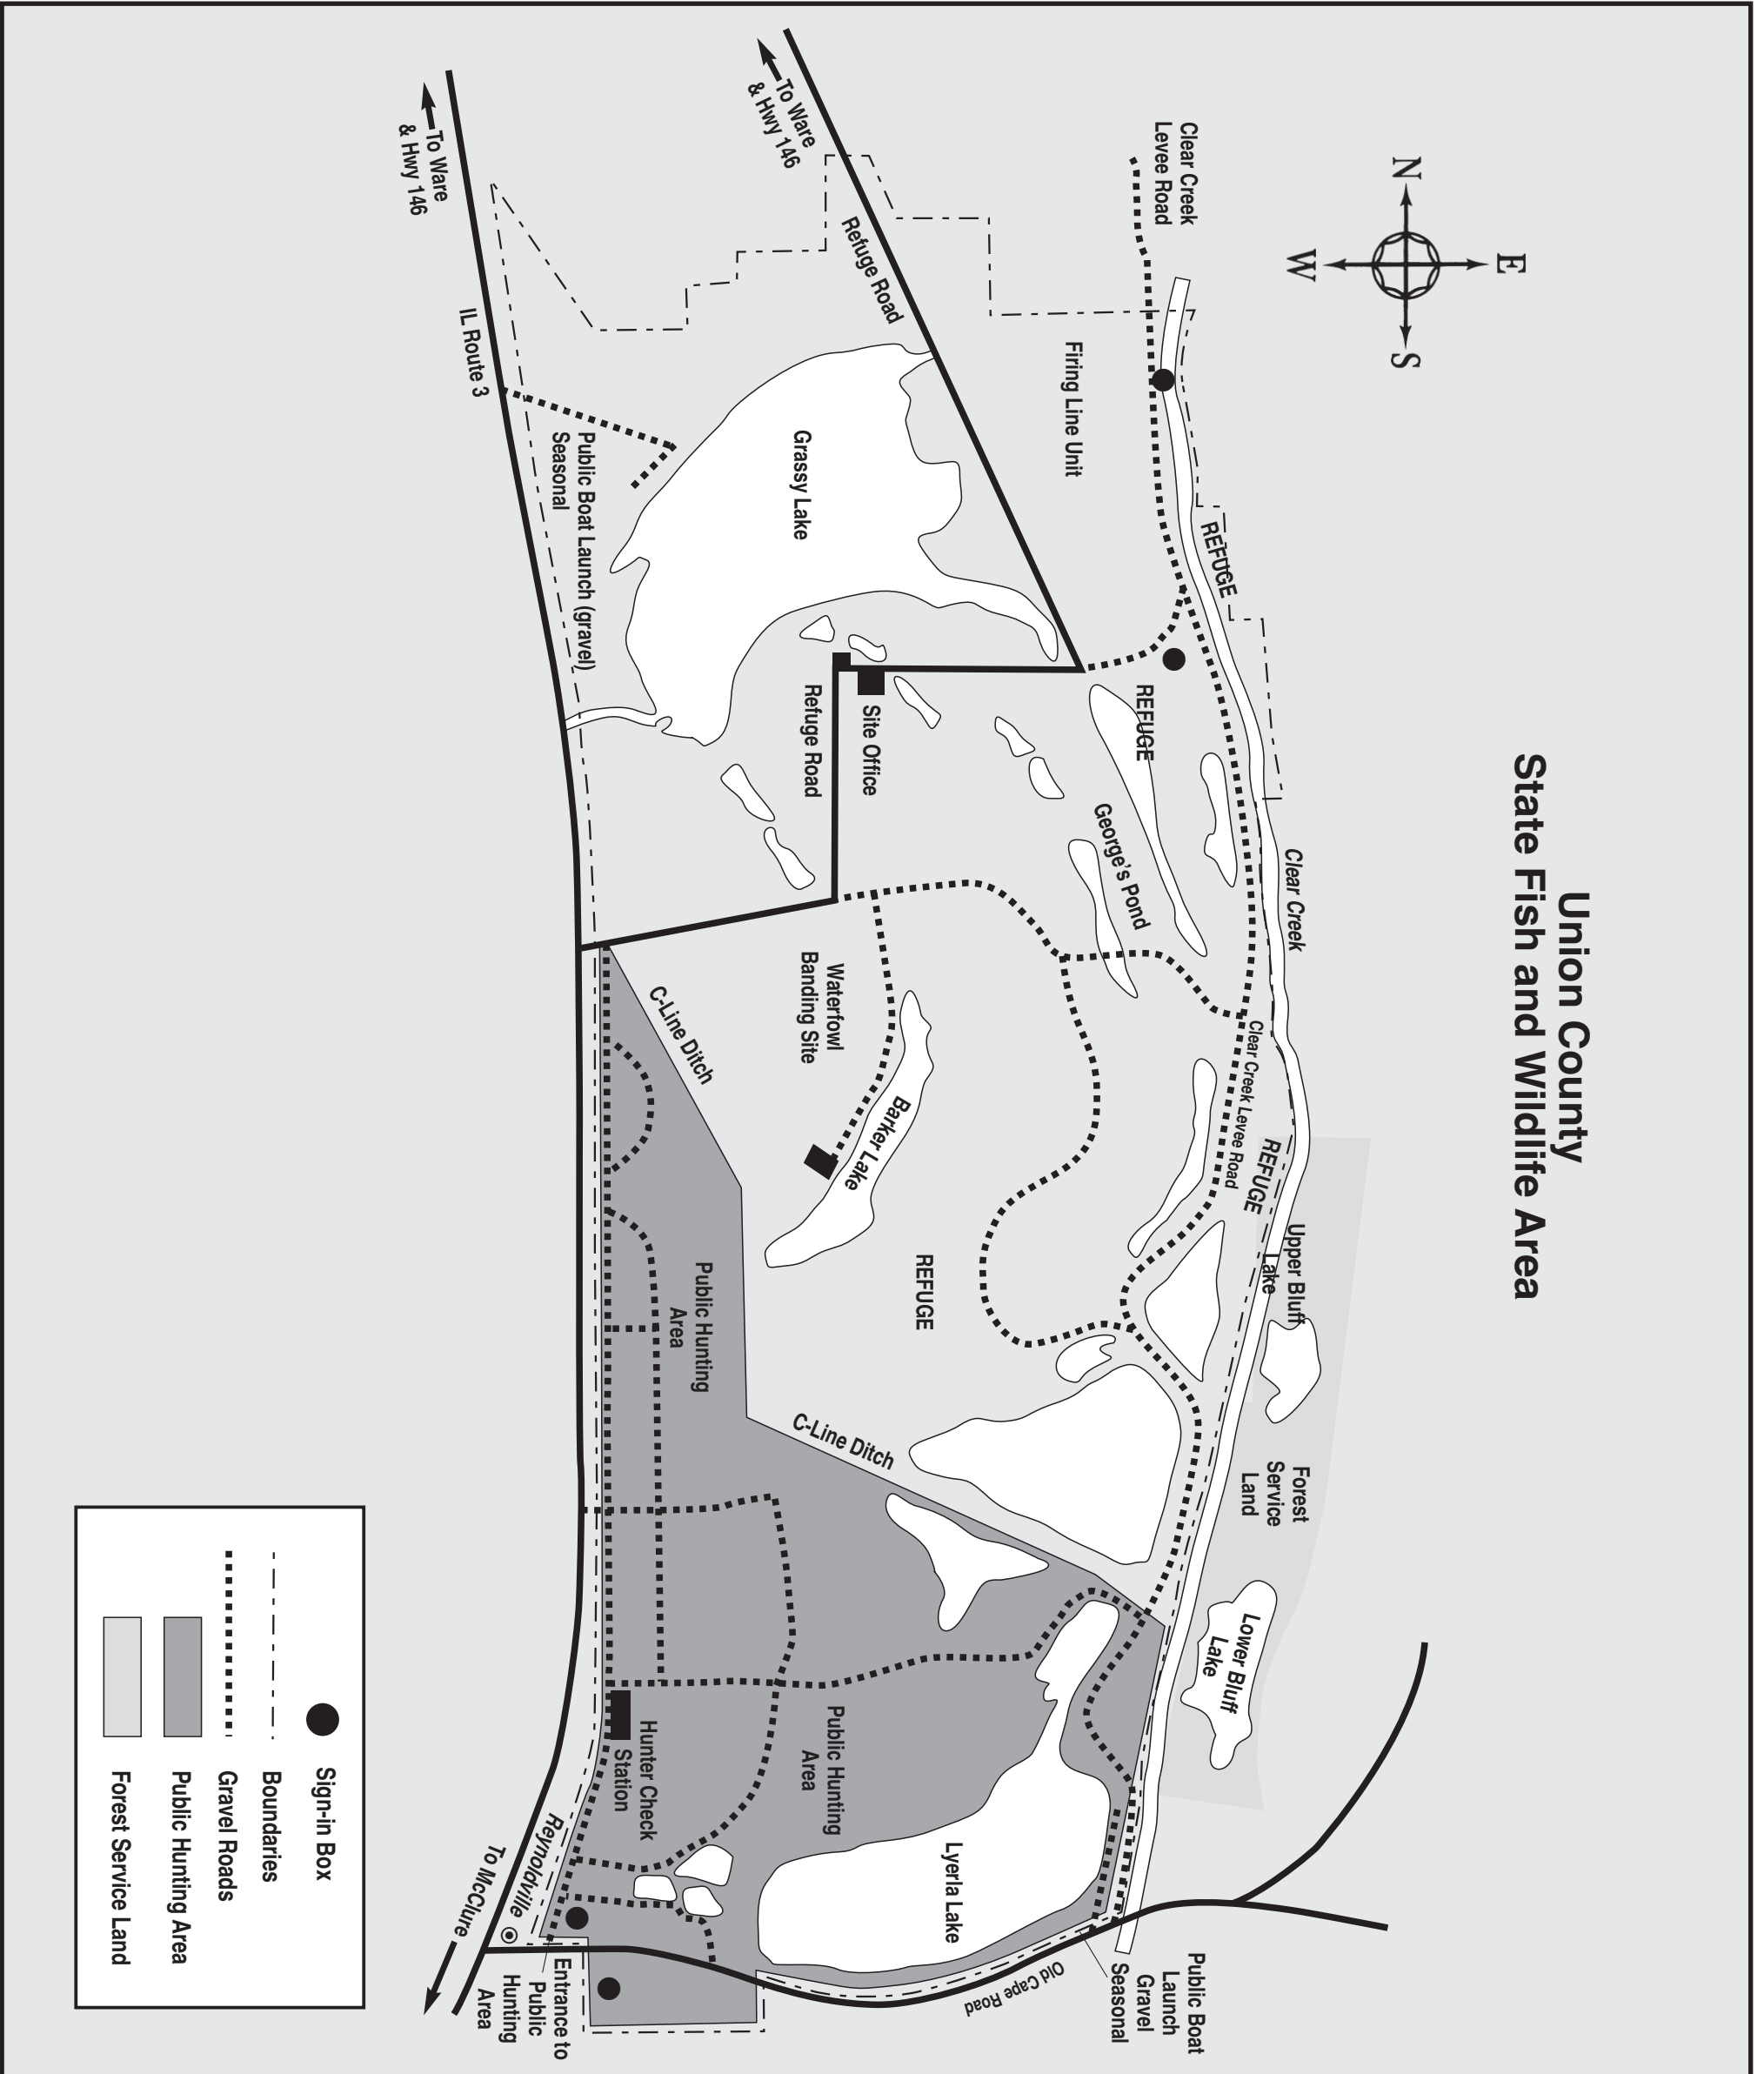 Union County
State Fish and Wildlife Area
N
E
S
W
To Ware
& Hwy 146
To Ware
& Hwy 146
Clear Creek
Levee Road
Refuge Road
IL Route 3
Firing Line Unit
Grassy Lake
Public Boat Launch (gravel)
Seasonal
REFUGE
REFUGE
Site Office
Refuge Road
George's Pond
Clear Creek
Clear Creek Levee Road
C-Line Ditch
Waterfowl
Banding Site
Barker Lake
REFUGE
Upper Bluff
Lake
REFUGE
Public Hunting
Area
C-Line Ditch
Forest
Service
Land
Lower Bluff
Lake
Public Hunting
Area
Hunter Check
Station
Lyerla Lake
Reynoldville
To McClure
Old Cape Road
Entrance to
Public
Hunting
Area
Public Boat
Launch
Gravel
Seasonal
Sign-in Box
Boundaries
Gravel Roads
Public Hunting Area
Forest Service Land